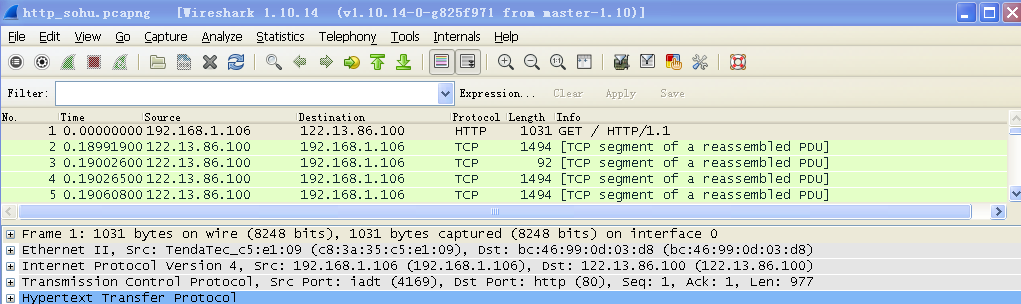 http_sohu.pcapng [Wireshark 1.10.14 (v1.10.14-0-g825f971 from master-1.10)]
File Edit View Go Capture Analyze Statistics Telephony Tools Internals Help
Filter: Expression... Clear Apply Save
No. Time Source Destination Protocol Length Info
1 0.00000000 192.168.1.106 122.13.86.100 HTTP 1031 GET / HTTP/1.1
2 0.18991900 122.13.86.100 192.168.1.106 TCP 1494 [TCP segment of a reassembled PDU]
3 0.19002600 122.13.86.100 192.168.1.106 TCP 92 [TCP segment of a reassembled PDU]
4 0.19026500 122.13.86.100 192.168.1.106 TCP 1494 [TCP segment of a reassembled PDU]
5 0.19060800 122.13.86.100 192.168.1.106 TCP 1494 [TCP segment of a reassembled PDU]
Frame 1: 1031 bytes on wire (8248 bits), 1031 bytes captured (8248 bits) on interface 0
Ethernet II, Src: TendaTec_c5:e1:09 (c8:3a:35:c5:e1:09), Dst: bc:46:99:0d:03:d8 (bc:46:99:0d:03:d8)
Internet Protocol Version 4, Src: 192.168.1.106 (192.168.1.106), Dst: 122.13.86.100 (122.13.86.100)
Transmission Control Protocol, Src Port: iadt (4169), Dst Port: http (80), Seq: 1, Ack: 1, Len: 977
Hypertext Transfer Protocol